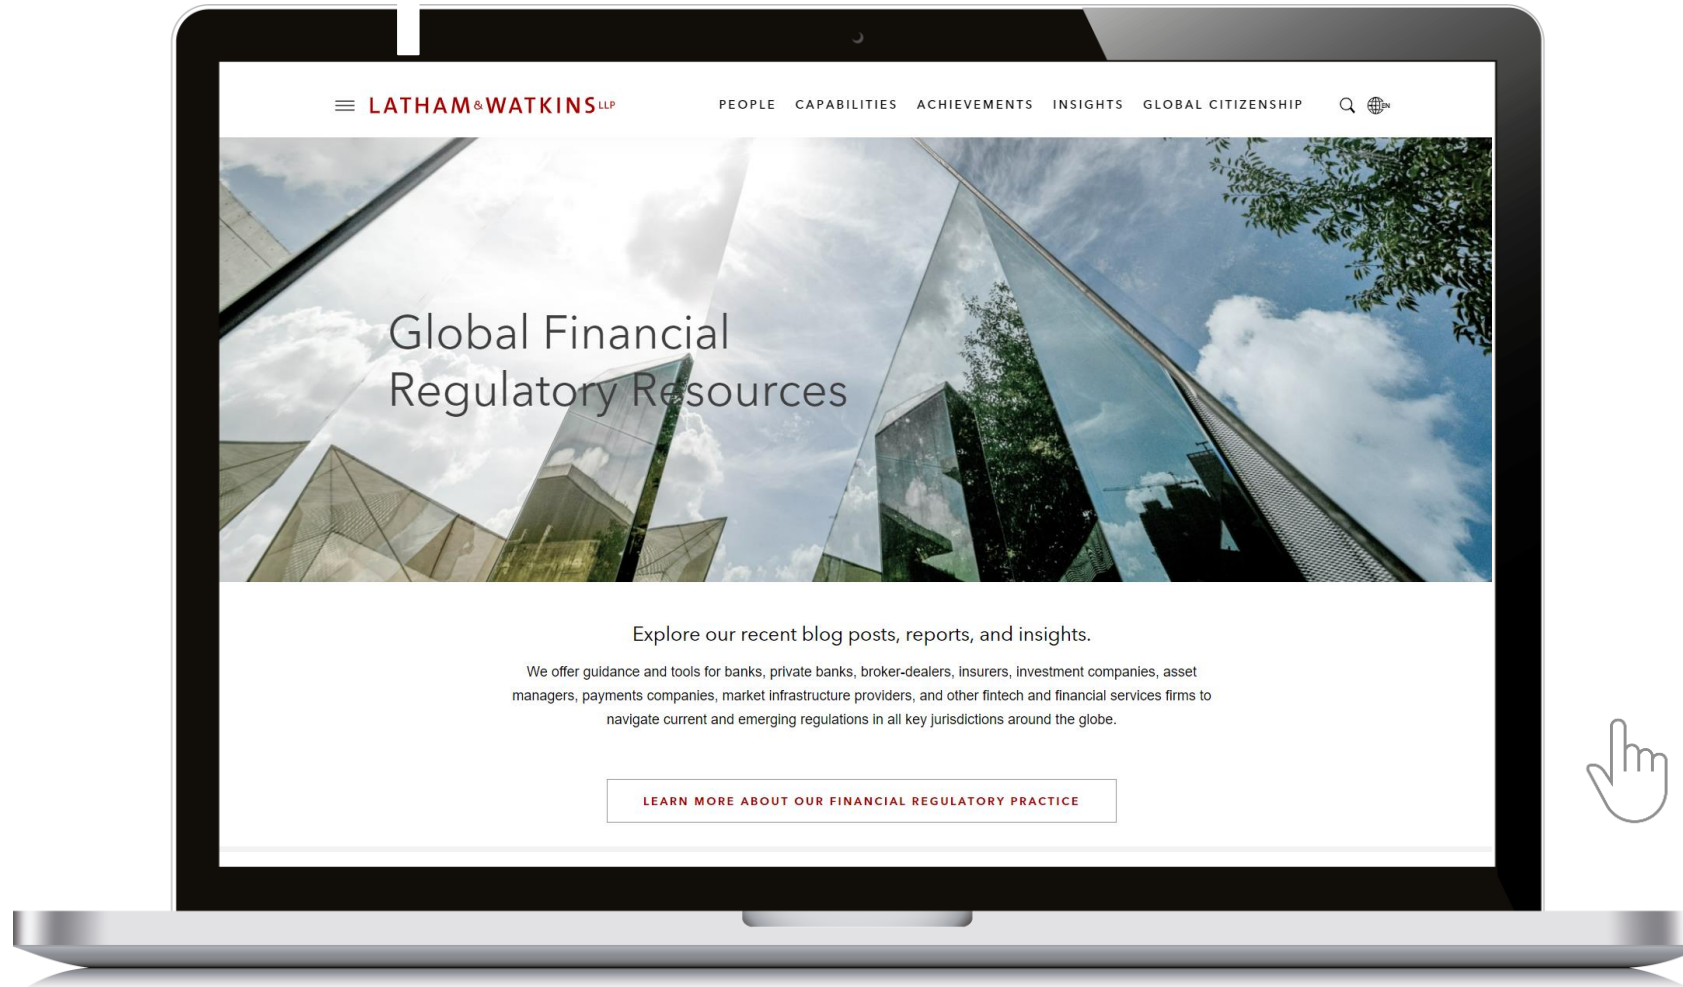 LATHAM&WATKINS LLP
PEOPLE CAPABILITIES ACHIEVEMENTS INSIGHTS GLOBAL CITIZENSHIP EN
Global Financial
Regulatory Resources
Explore our recent blog posts, reports, and insights.
We offer guidance and tools for banks, private banks, broker-dealers, insurers, investment companies, asset
managers, payments companies, market infrastructure providers, and other fintech and financial services firms to
navigate current and emerging regulations in all key jurisdictions around the globe.
LEARN MORE ABOUT OUR FINANCIAL REGULATORY PRACTICE